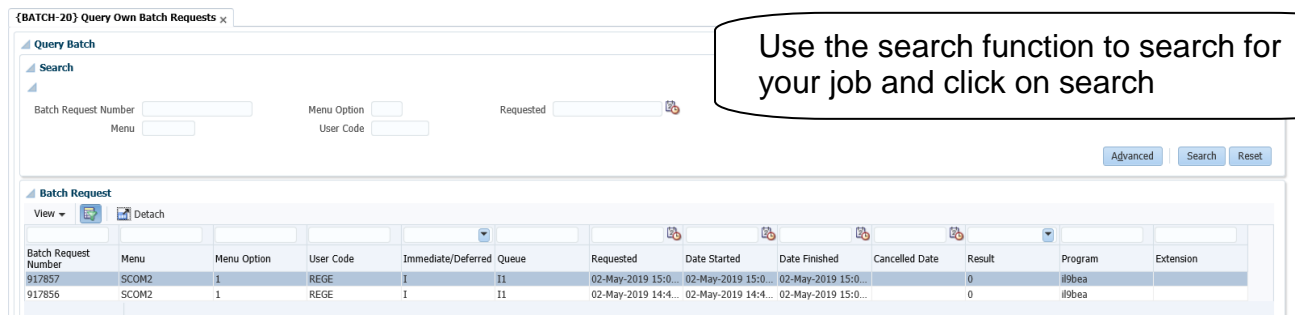 {BATCH-20} Query Own Batch Requests x
Query Batch
Use the search function to search for
your job and click on search
Search
Batch Request Number Menu Option Requested
Menu User Code
Advanced Search Reset
Batch Request
View Detach
Batch Request Number Menu Menu Option User Code Immediate/Deferred Queue Requested Date Started Date Finished Cancelled Date Result Program Extension
917857 SCOM2 1 REGE I I1 02-May-2019 15:0... 02-May-2019 15:0... 02-May-2019 15:0... 0 il9bea
917856 SCOM2 1 REGE I I1 02-May-2019 14:4... 02-May-2019 14:4... 02-May-2019 15:0... 0 il9bea